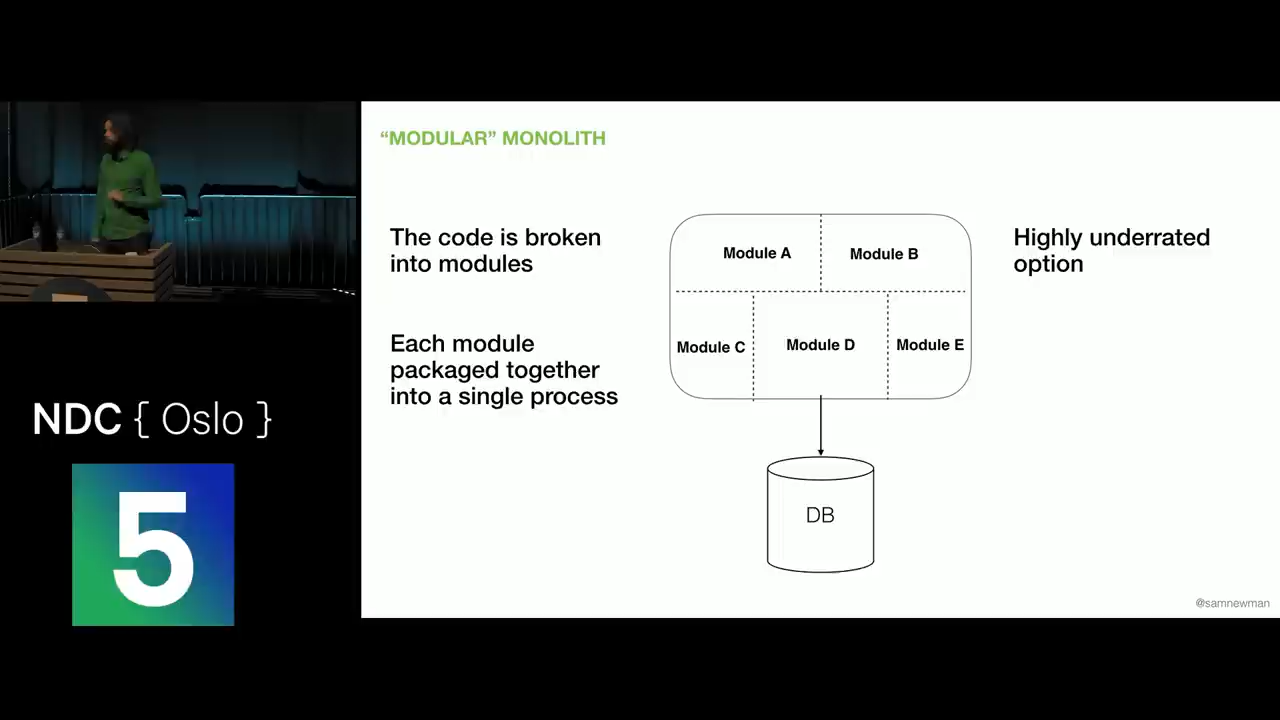 “MODULAR” MONOLITH
The code is broken
into modules
Each module
packaged together
into a single process
Module A
Module B
Module C
Module D
Module E
DB
Highly underrated
option
@samnewman
NDC { Oslo }
5